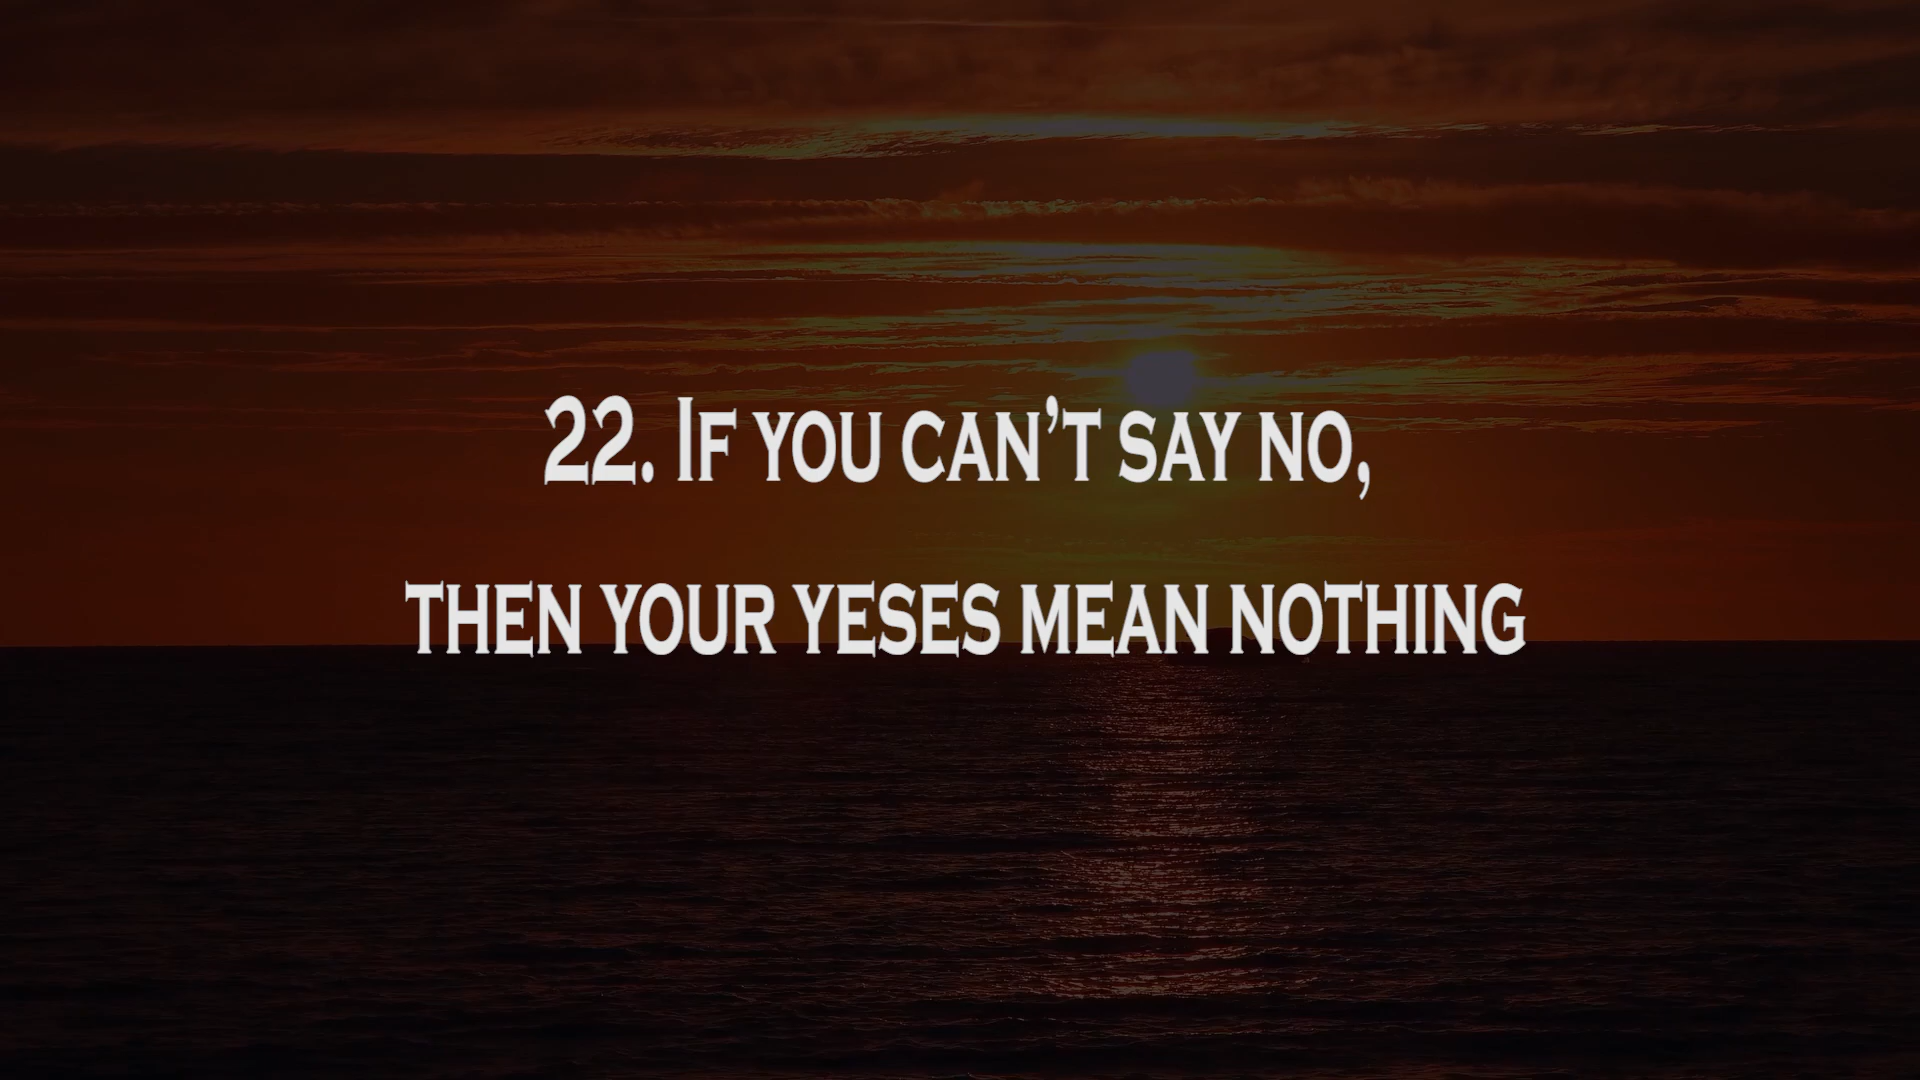 22. If you can’t say no,
then your yeses mean nothing